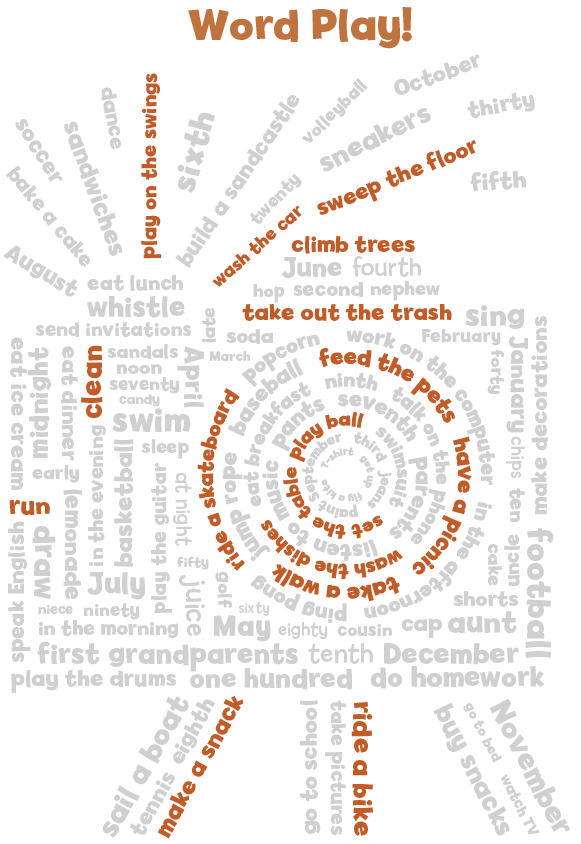 Word Play!
October
dance
play on the swings
volleyball
thirty
soccer
sandwiches
sixth
build a sandcastle
sneakers
bake a cake
twenty
sweep the floor
fifth
wash the car
August
climb trees
eat lunch
June
fourth
whistle
hop
second
nephew
send invitations
late
take out the trash
sing
soda
February
eat ice cream
midnight
eat dinner
clean
sandals
noon
seventy
candy
April
March
popcorn
work on the computer
forty
January
make decorations
feed the pets
baseball
ninth
talk on the phone
swim
ride a skateboard
eat breakfast
pants
seventh
sleep
Play ball
third
swimsuit
September
T-shirt
get up
jeans
parents
have a picnic
chips
early
in the evening
basketball
play the guitar
at night
jump rope
listen to music
set the table
paint
fly a kite
ten
run
lemonade
draw
speak English
wash the dishes
in the afternoon
football
fifty
take a walk
cake
uncle
July
juice
golf
ping pong
shorts
niece
ninety
sixty
in the morning
May
eighty
cousin
cap
aunt
first
grandparents
tenth
December
play the drums
one hundred
do homework
sail a boat
tennis
eighth
make a snack
go to school
take pictures
ride a bike
buy snacks
go to bed
November
watch TV